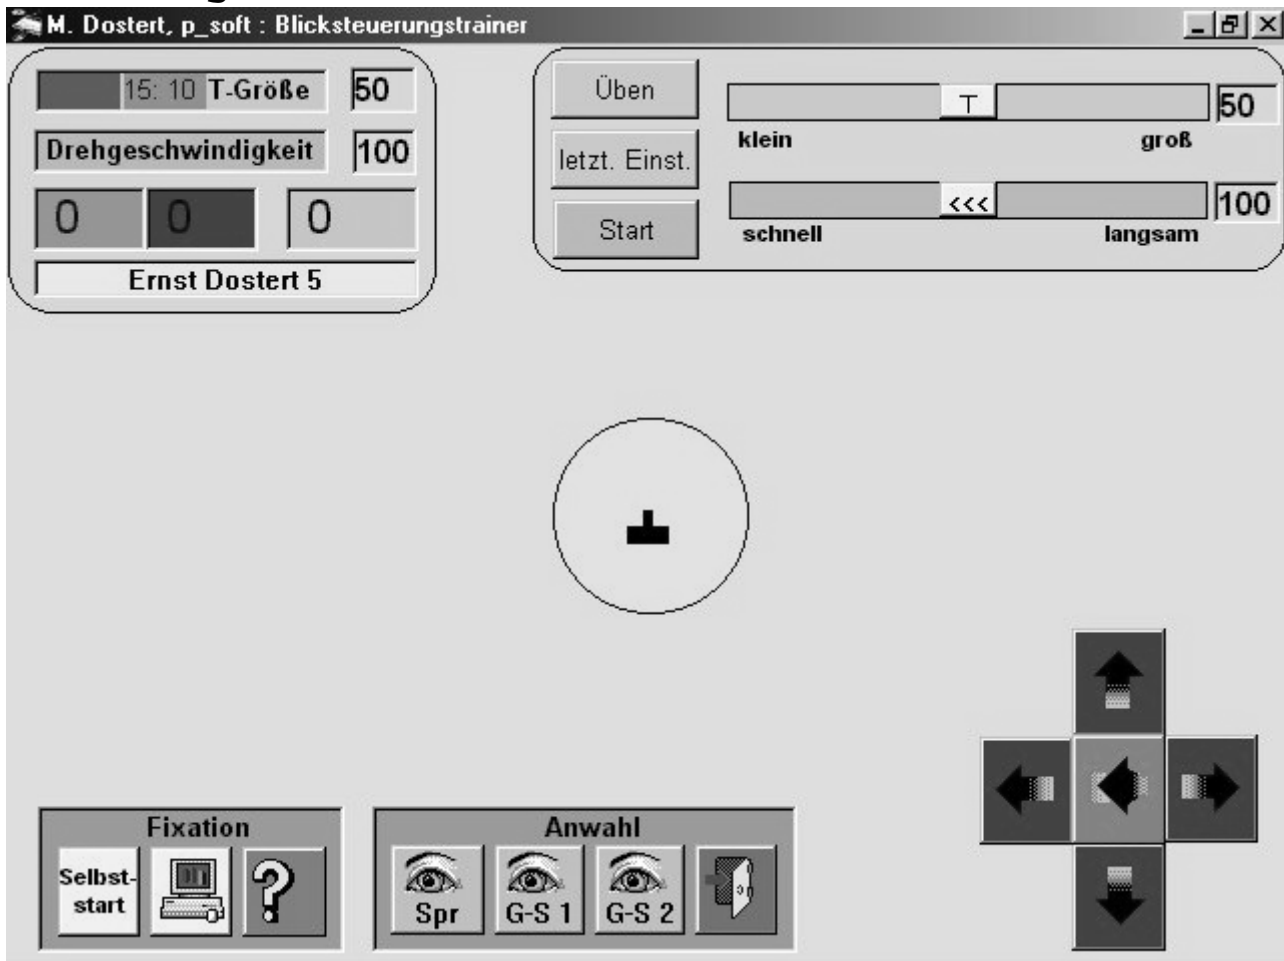 M. Dostert, p_soft : Blicksteuerungstrainer
15: 10 T-Größe 50
Drehgeschwindigkeit 100
0 0 0
Ernst Dostert 5
Üben
letzt. Einst.
Start
T 50
klein groß
<<< 100
schnell langsam
Fixation
Selbst-
start
?
Anwahl
Spr G-S 1 G-S 2